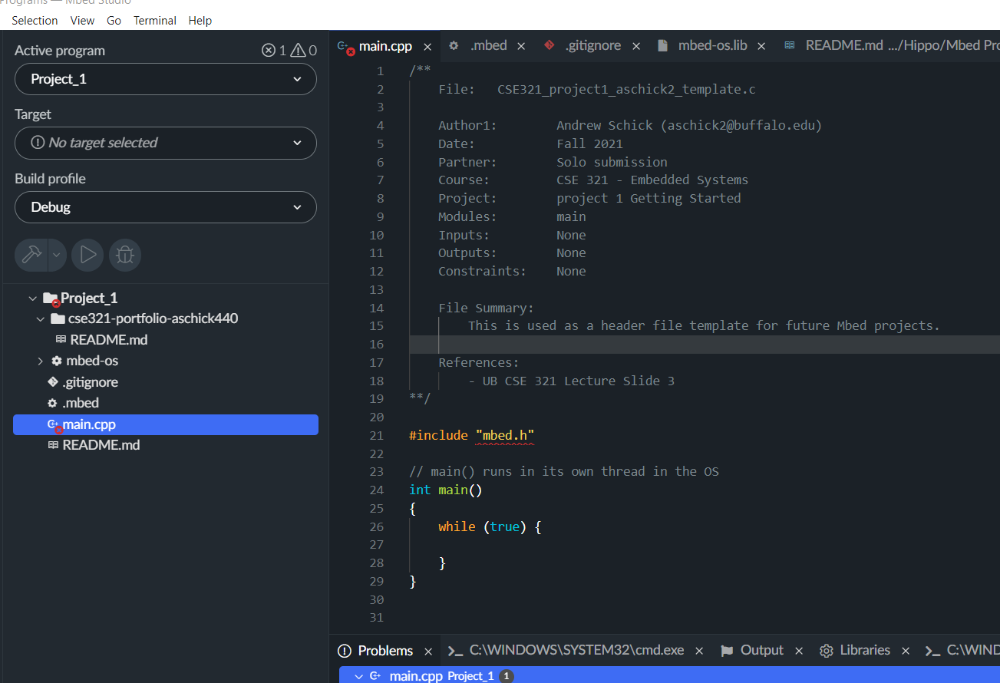 Programs — Mbed Studio
Selection View Go Terminal Help
Active program 1 0
Project_1
Target
No target selected
Build profile
Debug
Project_1
cse321-portfolio-aschick440
README.md
mbed-os
.gitignore
.mbed
main.cpp
README.md
main.cpp .mbed .gitignore mbed-os.lib README.md .../Hippo/Mbed Pro
1 /**
2 File: CSE321_project1_aschick2_template.c
3
4 Author1: Andrew Schick (aschick2@buffalo.edu)
5 Date: Fall 2021
6 Partner: Solo submission
7 Course: CSE 321 - Embedded Systems
8 Project: project 1 Getting Started
9 Modules: main
10 Inputs: None
11 Outputs: None
12 Constraints: None
13
14 File Summary:
15 This is used as a header file template for future Mbed projects.
16
17 References:
18 - UB CSE 321 Lecture Slide 3
19 **/
20
21 #include "mbed.h"
22
23 // main() runs in its own thread in the OS
24 int main()
25 {
26 while (true) {
27
28 }
29 }
30
31
Problems C:\WINDOWS\SYSTEM32\cmd.exe Output Libraries C:\WIND
main.cpp Project_1 1